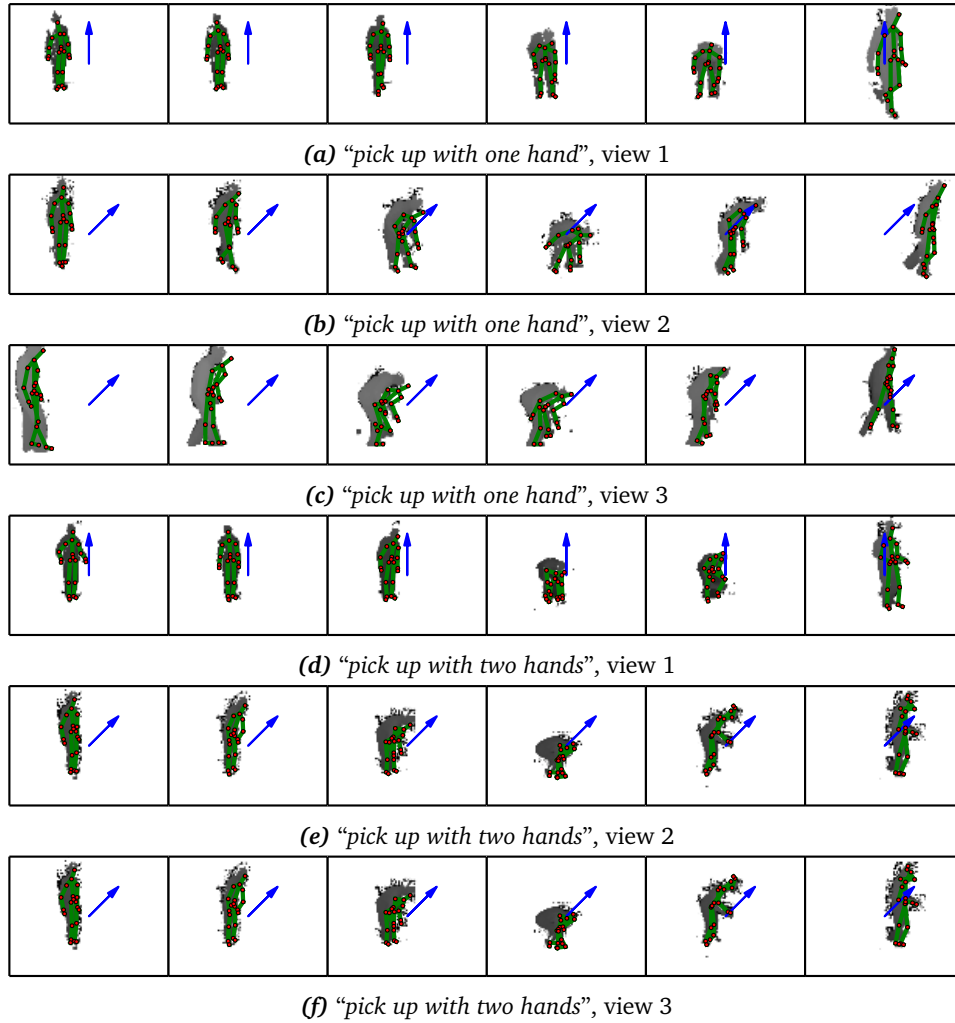 (a) “pick up with one hand”, view 1
(b) “pick up with one hand”, view 2
(c) “pick up with one hand”, view 3
(d) “pick up with two hands”, view 1
(e) “pick up with two hands”, view 2
(f) “pick up with two hands”, view 3